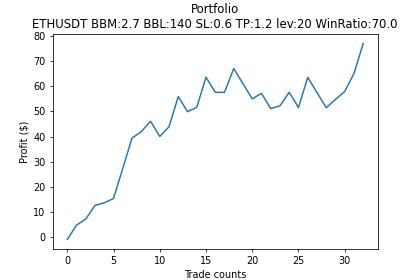 Portfolio
ETHUSDT BBM:2.7 BBL:140 SL:0.6 TP:1.2 lev:20 WinRatio:70.0
80
70
60
50
40
30
20
10
0
Profit ($)
0 5 10 15 20 25 30
Trade counts